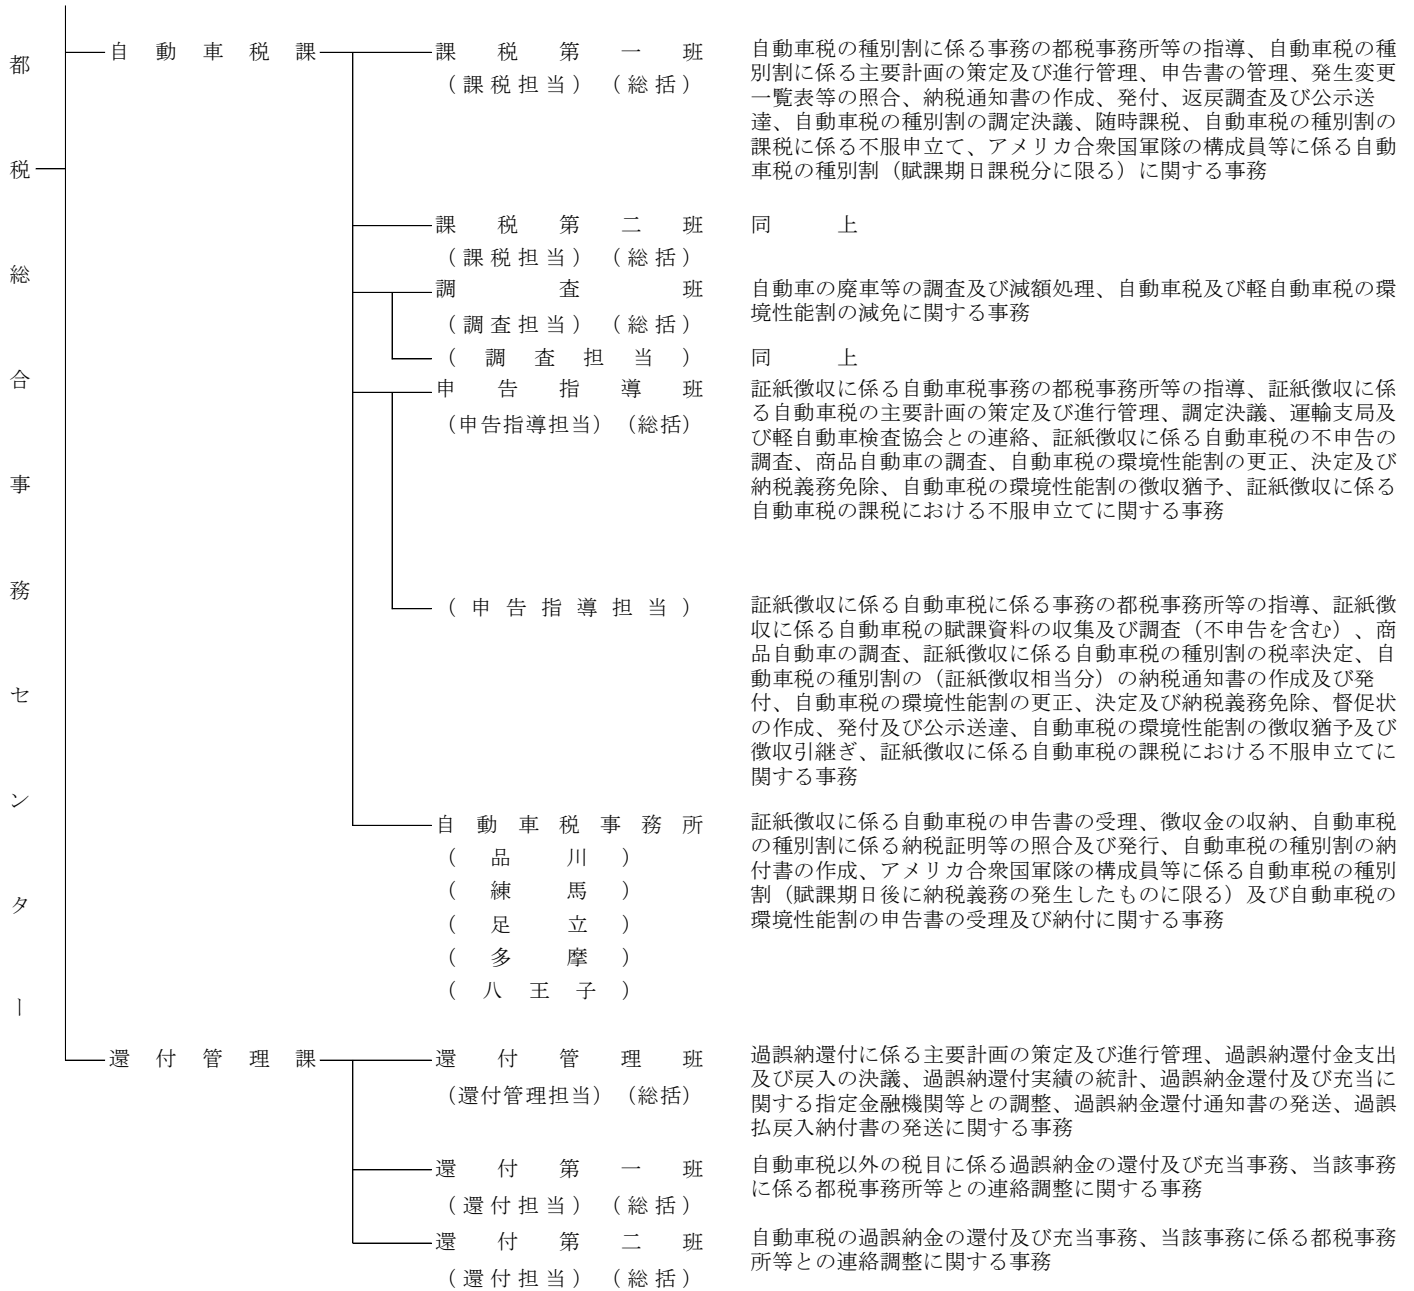 都税総合事務センター
自動車税課
課税第一班
(課税担当)(総括)
自動車税の種別割に係る事務の都税事務所等の指導、自動車税の種
別割に係る主要計画の策定及び進行管理、申告書の管理、発生変更
一覧表等の照合、納税通知書の作成、発付、返戻調査及び公示送
達、自動車税の種別割の調定決議、随時課税、自動車税の種別割の
課税に係る不服申立て、アメリカ合衆国軍隊の構成員等に係る自動
車税の種別割(賦課期日課税分に限る)に関する事務
課税第二班
(課税担当)(総括)
同上
調査班
(調査担当)(総括)
自動車の廃車等の調査及び減額処理、自動車税及び軽自動車税の環
境性能割の減免に関する事務
(調査担当)
同上
申告指導班
(申告指導担当)(総括)
証紙徴収に係る自動車税事務の都税事務所等の指導、証紙徴収に係
る自動車税の主要計画の策定及び進行管理、調定決議、運輸支局及
び軽自動車検査協会との連絡、証紙徴収に係る自動車税の不申告の
調査、商品自動車の調査、自動車税の環境性能割の更正、決定及び
納税義務免除、自動車税の環境性能割の徴収猶予、証紙徴収に係る
自動車税の課税における不服申立てに関する事務
(申告指導担当)
証紙徴収に係る自動車税に係る事務の都税事務所等の指導、証紙徴
収に係る自動車税の賦課資料の収集及び調査(不申告を含む)、商
品自動車の調査、証紙徴収に係る自動車税の種別割の税率決定、自
動車税の種別割の(証紙徴収相当分)の納税通知書の作成及び発
付、自動車税の環境性能割の更正、決定及び納税義務免除、督促状
の作成、発付及び公示送達、自動車税の環境性能割の徴収猶予及び
徴収引継ぎ、証紙徴収に係る自動車税の課税における不服申立てに
関する事務
自動車税事務所
(品川)
(練馬)
(足立)
(多摩)
(八王子)
証紙徴収に係る自動車税の申告書の受理、徴収金の収納、自動車税
の種別割に係る納税証明等の照合及び発行、自動車税の種別割の納
付書の作成、アメリカ合衆国軍隊の構成員等に係る自動車税の種別
割(賦課期日後に納税義務の発生したものに限る)及び自動車税の
環境性能割の申告書の受理及び納付に関する事務
還付管理課
還付管理班
(還付管理担当)(総括)
過誤納還付に係る主要計画の策定及び進行管理、過誤納還付金支出
及び戻入の決議、過誤納還付実績の統計、過誤納金還付及び充当に
関する指定金融機関等との調整、過誤納金還付通知書の発送、過誤
払戻入納付書の発送に関する事務
還付第一班
(還付担当)(総括)
自動車税以外の税目に係る過誤納金の還付及び充当事務、当該事務
に係る都税事務所等との連絡調整に関する事務
還付第二班
(還付担当)(総括)
自動車税の過誤納金の還付及び充当事務、当該事務に係る都税事務
所等との連絡調整に関する事務